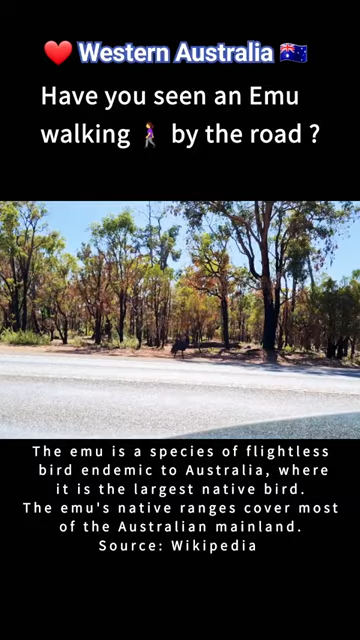 ❤️ Western Australia 🇦🇺
Have you seen an Emu
walking 🚶‍♀️ by the road ?
The emu is a species of flightless
bird endemic to Australia, where
it is the largest native bird.
The emu's native ranges cover most
of the Australian mainland.
Source: Wikipedia